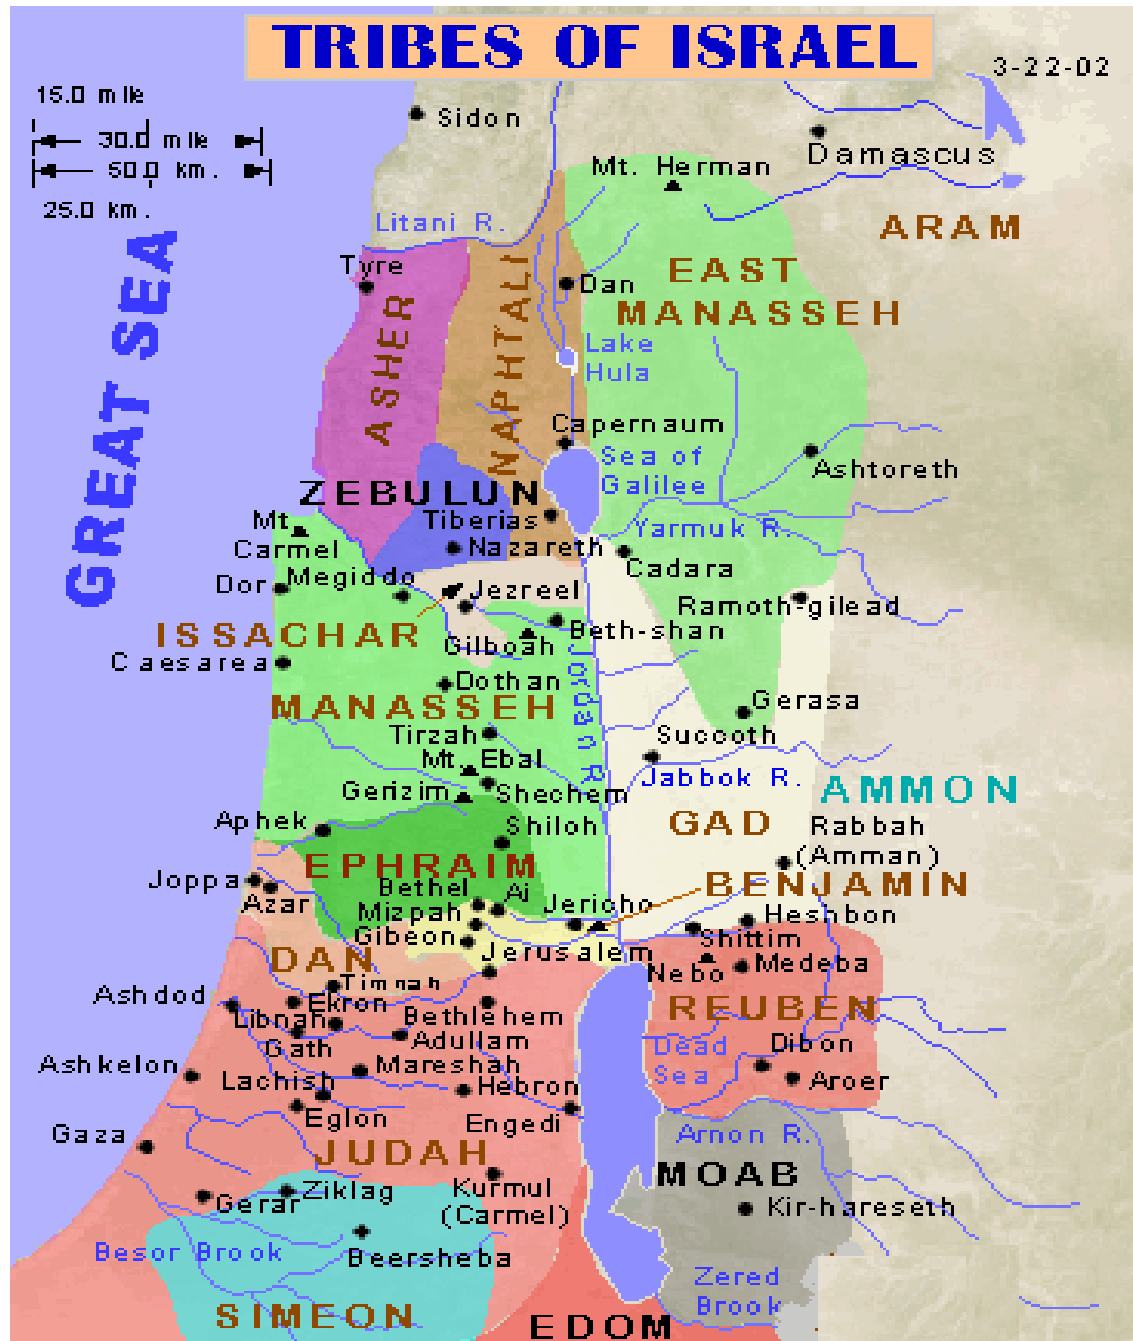 TRIBES OF ISRAEL
3-22-02
15.0 mile
30.0 mile
50.0 km.
25.0 km.
Sidon
Damascus
Mt. Herman
Litani R.
ARAM
GREAT SEA
Tyre
EAST
MANASSEH
Dan
ASHER
NAPHTALI
Lake
Hula
Capernaum
Sea of
Galilee
Ashtoreth
ZEBULUN
Tiberias
Yarmuk R.
Mt.
Carmel
Nazareth
Cadara
Dor
Megiddo
Jezreel
Ramoth-gilead
ISSACHAR
Beth-shan
Gilboah
Caesarea
Dothan
Jordan R.
MANASSEH
Gerasa
Tirzah
Succoth
Mt. Ebal
Jabbok R.
AMMON
Gerizim
Shechem
Aphek
Shiloh
GAD
Rabbah
(Amman)
EPHRAIM
Joppa
Azar
Bethel
Ai
Jericho
BENJAMIN
Mizpah
Heshbon
Gibeon
Shittim
Jerusalem
DAN
Nebo
Medeba
Timnah
Ashdod
Ekron
REUBEN
Libnah
Bethlehem
Gath
Adullam
Dead
Sea
Dibon
Ashkelon
Mareshah
Lachish
Hebron
Aroer
Eglon
Engedi
Gaza
Arnon R.
JUDAH
MOAB
Ziklag
Kurmul
(Carmel)
Gerar
Kir-hareseth
Besor Brook
Beersheba
Zered
Brook
SIMEON
EDOM